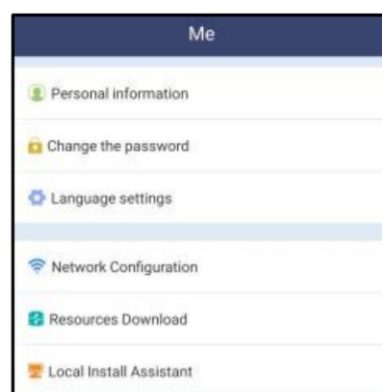 Me
Personal information
Change the password
Language settings
Network Configuration
Resources Download
Local Install Assistant